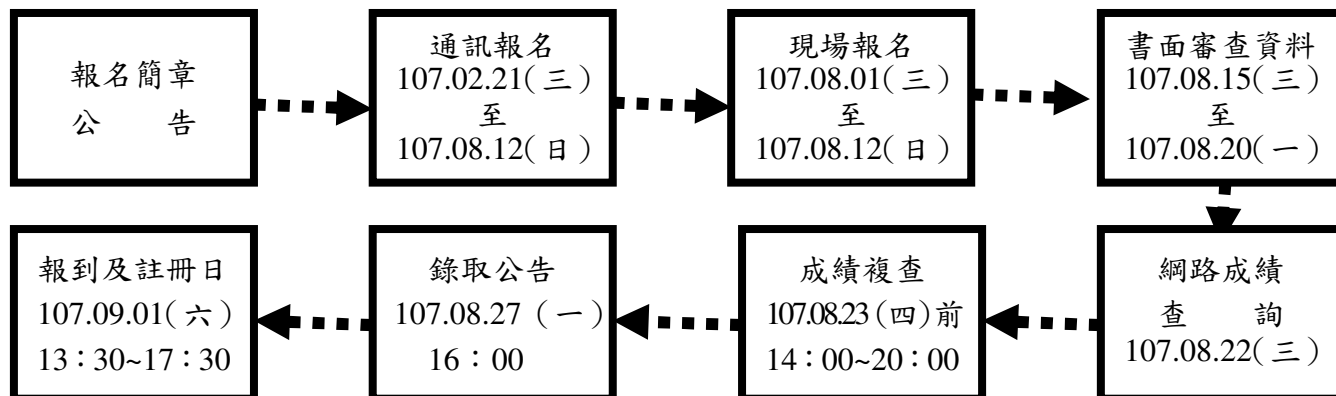 報名簡章
公　　告
通訊報名
107.02.21(三)
至
107.08.12(日)
現場報名
107.08.01(三)
至
107.08.12(日)
書面審查資料
107.08.15(三)
至
107.08.20(一)
網路成績
查　　詢
107.08.22(三)
成績複查
107.08.23(四)前
14：00~20：00
錄取公告
107.08.27 (一)
16：00
報到及註冊日
107.09.01(六)
13：30~17：30